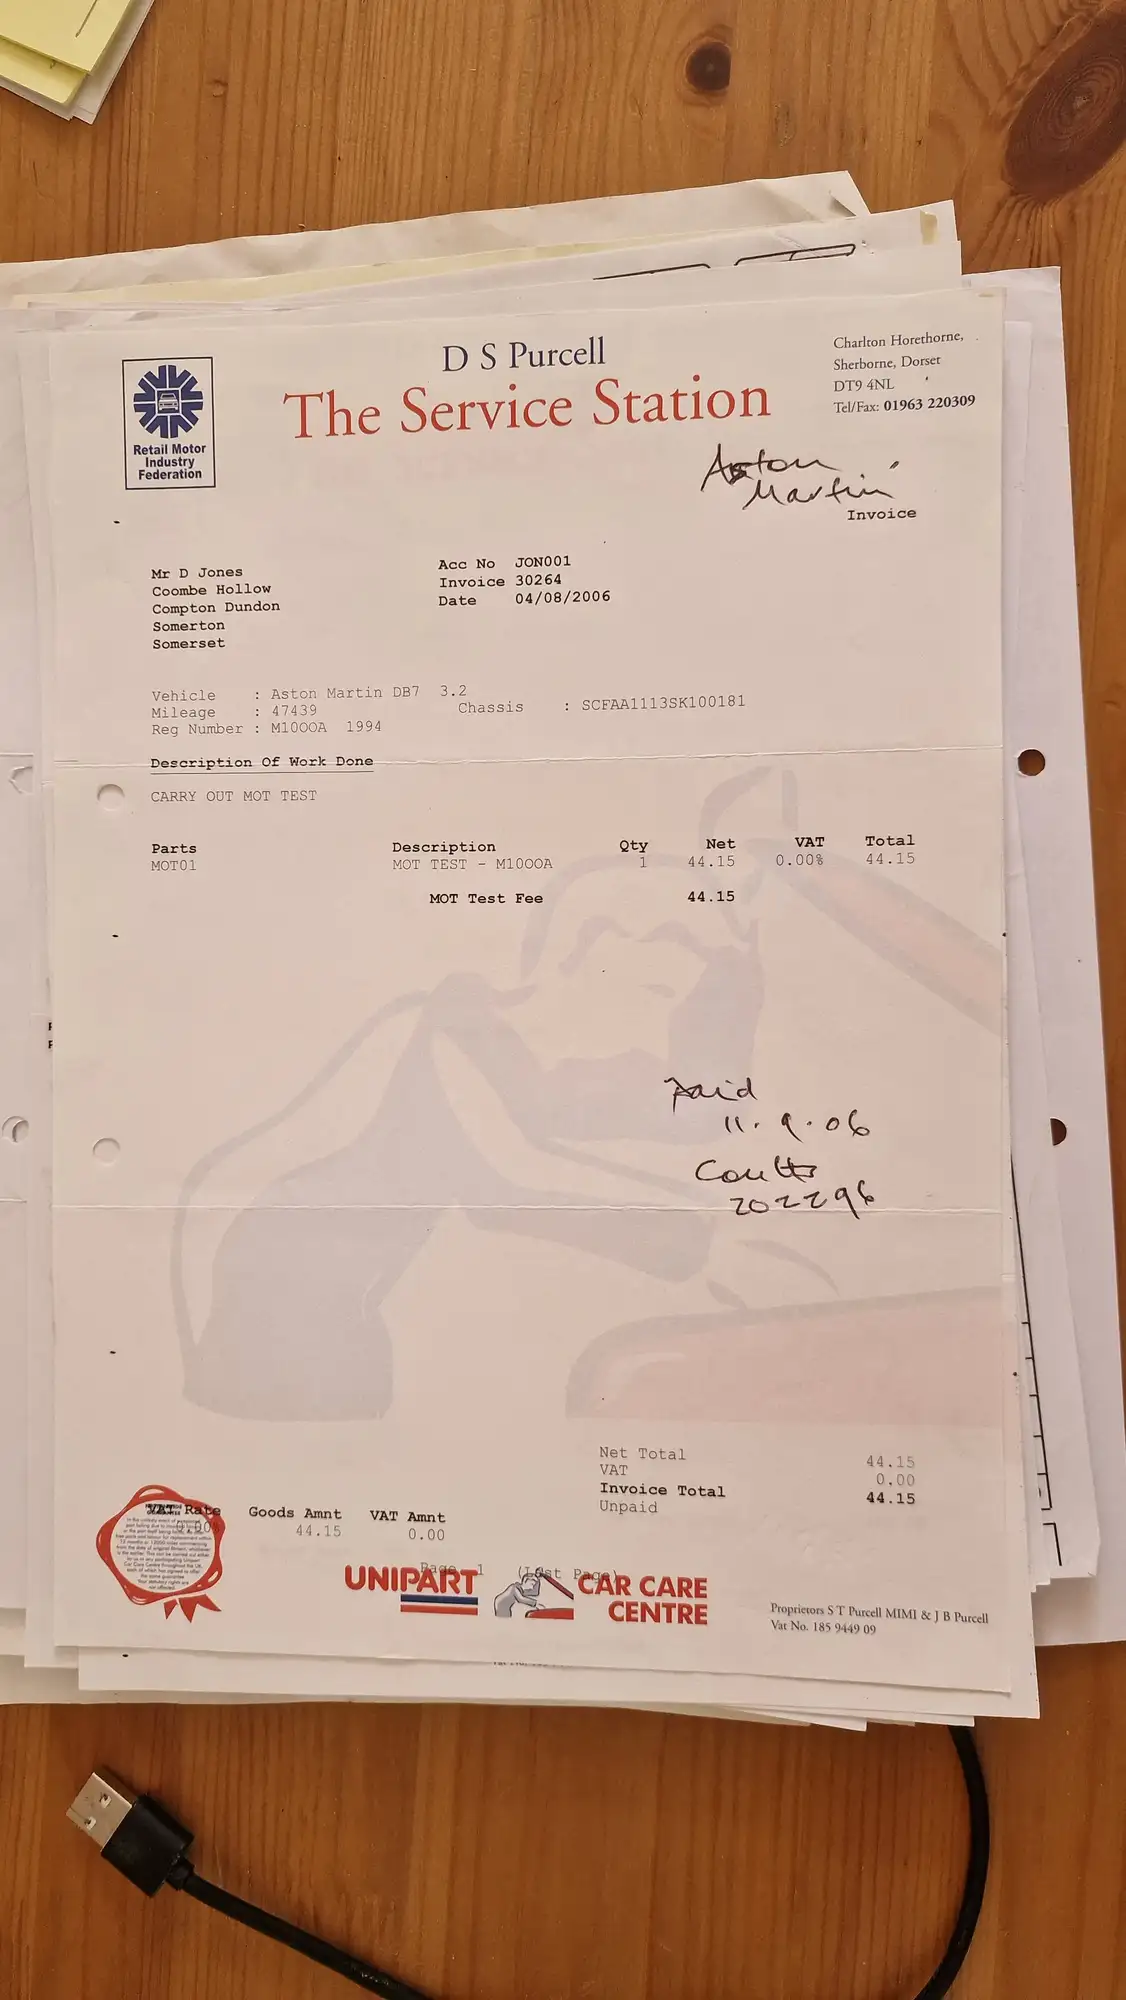 D S Purcell
The Service Station
Charlton Horethorne,
Sherborne, Dorset
DT9 4NL
Tel/Fax: 01963 220309
Retail Motor
Industry
Federation
Aston
Martin
Invoice
Mr D Jones
Coombe Hollow
Compton Dundon
Somerton
Somerset
Acc No JON001
Invoice 30264
Date 04/08/2006
Vehicle : Aston Martin DB7 3.2
Mileage : 47439 Chassis : SCFAA1113SK100181
Reg Number : M100OA 1994
Description Of Work Done
CARRY OUT MOT TEST
Parts Description Qty Net VAT Total
MOT01 MOT TEST - M100OA 1 44.15 0.00% 44.15
MOT Test Fee 44.15
Paid
11.9.06
Coutts
202296
Net Total 44.15
VAT 0.00
Invoice Total 44.15
Unpaid
VAT Rate Goods Amnt VAT Amnt
0.00% 44.15 0.00
Page 1 (Last Page)
UNIPART
CAR CARE
CENTRE
Proprietors S T Purcell MIMI & J B Purcell
Vat No. 185 9449 09